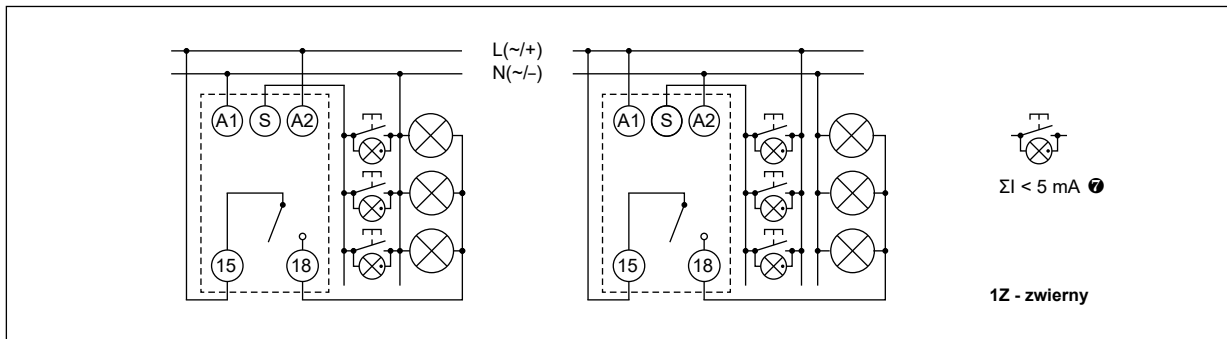 L(~/+)
N(~/−)
A1 S A2
15 18
A1 S A2
15 18
ΣI < 5 mA ❼
1Z - zwierny